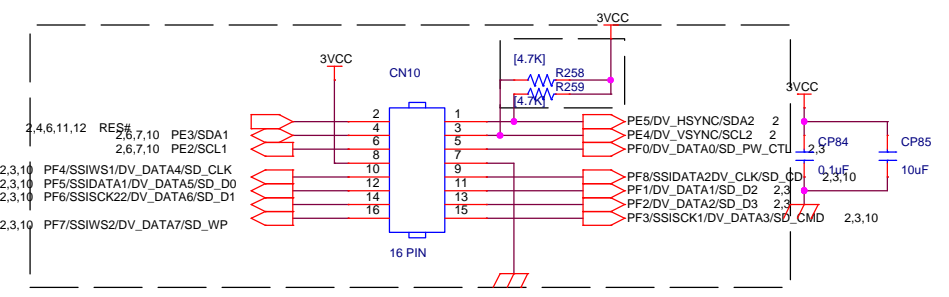 3VCC
3VCC
[4.7K]
R258
R259
[4.7K]
CN10
3VCC
2 1
4 3
6 5
8 7
10 9
12 11
14 13
16 15
2,4,6,11,12 RES#
2,6,7,10 PE3/SDA1
2,6,7,10 PE2/SCL1
2,3,10 PF4/SSIWS1/DV_DATA4/SD_CLK
2,3,10 PF5/SSIDATA1/DV_DATA5/SD_D0
2,3,10 PF6/SSISCK22/DV_DATA6/SD_D1
2,3,10 PF7/SSIWS2/DV_DATA7/SD_WP
PE5/DV_HSYNC/SDA2 2
PE4/DV_VSYNC/SCL2 2
PF0/DV_DATA0/SD_PW_CTL 2,3
PF8/SSIDATA2DV_CLK/SD_CD 2,3,10
PF1/DV_DATA1/SD_D2 2,3
PF2/DV_DATA2/SD_D3 2,3
PF3/SSISCK1/DV_DATA3/SD_CMD 2,3,10
CP84
0.1uF
CP85
10uF
16 PIN